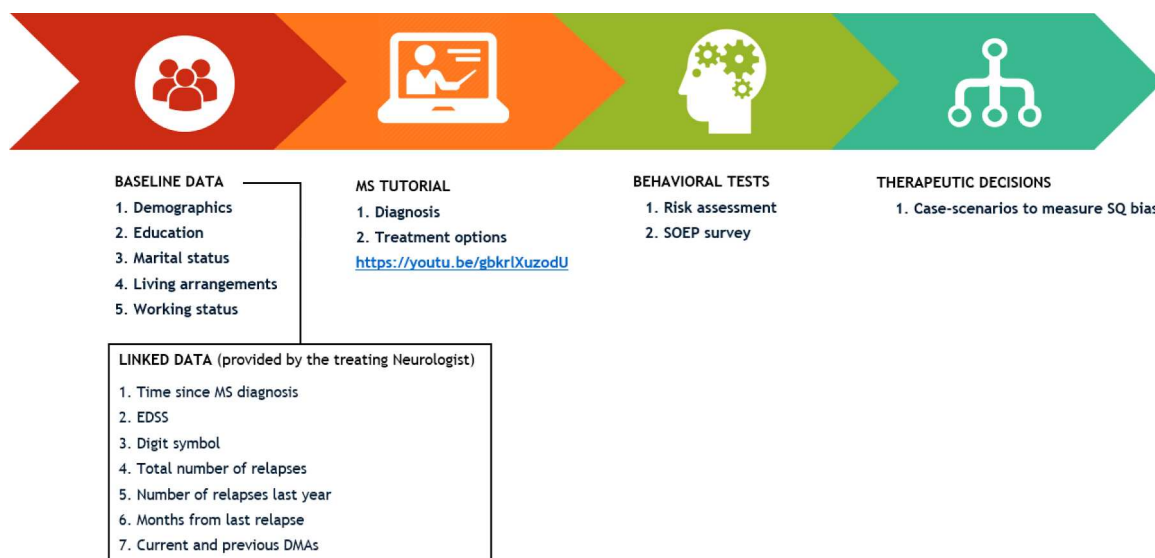 BASELINE DATA
1. Demographics
2. Education
3. Marital status
4. Living arrangements
5. Working status
MS TUTORIAL
1. Diagnosis
2. Treatment options
https://youtu.be/gbkrlXuzodU
BEHAVIORAL TESTS
1. Risk assessment
2. SOEP survey
THERAPEUTIC DECISIONS
1. Case-scenarios to measure SQ bias
LINKED DATA (provided by the treating Neurologist)
1. Time since MS diagnosis
2. EDSS
3. Digit symbol
4. Total number of relapses
5. Number of relapses last year
6. Months from last relapse
7. Current and previous DMAs